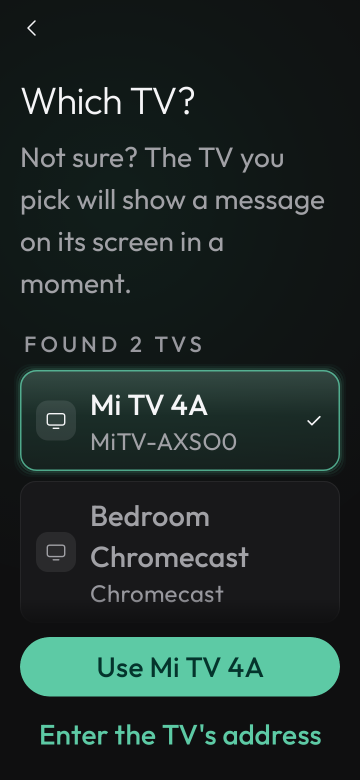 Which TV?
Not sure? The TV you
pick will show a message
on its screen in a
moment.
FOUND 2 TVS
Mi TV 4A
MiTV-AXSO0
Bedroom
Chromecast
Chromecast
Use Mi TV 4A
Enter the TV's address